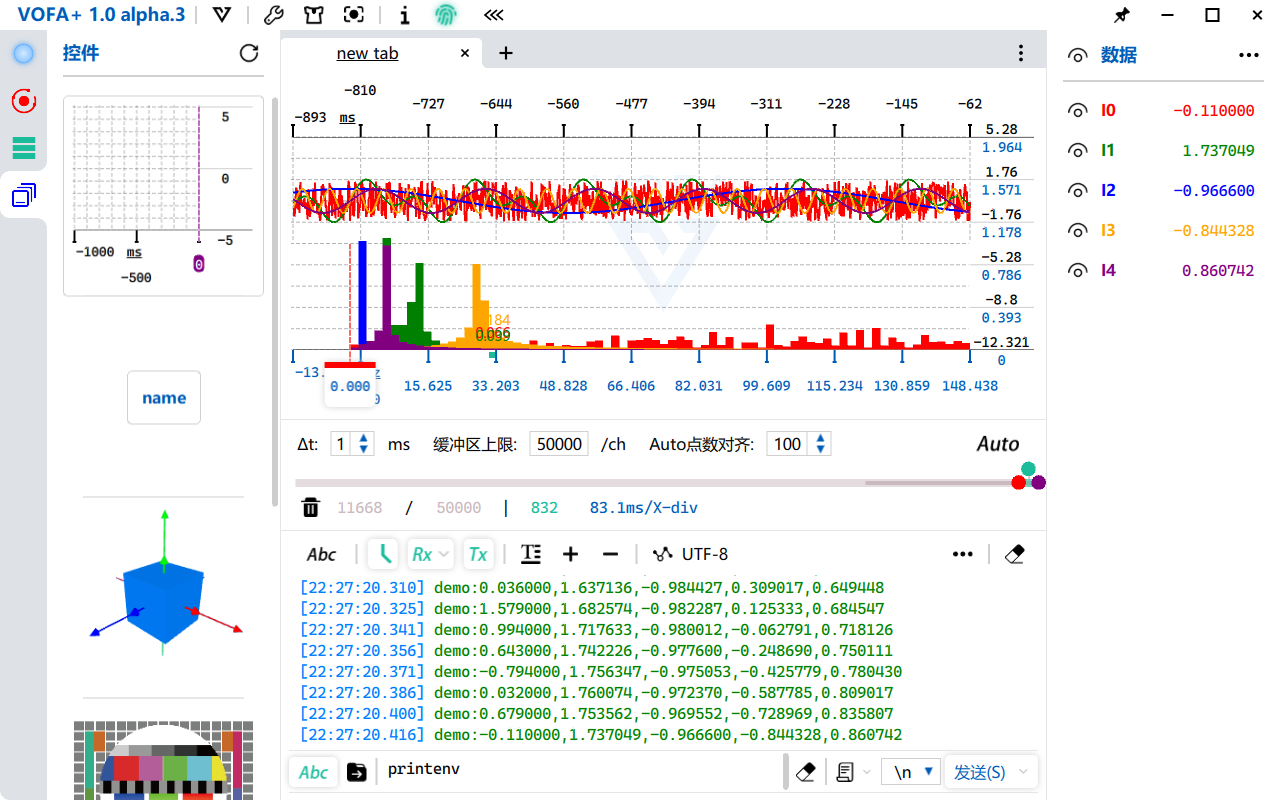 VOFA+ 1.0 alpha.3
控件
new tab
数据
5
0
-5
-1000 ms
0
-500
name
-810
-727 -644 -560 -477 -394 -311 -228 -145 -62
-893 ms
5.28
1.964
1.76
1.571
-1.76
1.178
-5.28
0.786
-8.8
0.393
-12.321
0
184
0.039
0.000
15.625 33.203 48.828 66.406 82.031 99.609 115.234 130.859 148.438
I0 -0.110000
I1 1.737049
I2 -0.966600
I3 -0.844328
I4 0.860742
Δt: 1 ms 缓冲区上限: 50000 /ch Auto点数对齐: 100 Auto
11668 / 50000 | 832 83.1ms/X-div
Abc Rx Tx UTF-8
[22:27:20.310] demo:0.036000,1.637136,-0.984427,0.309017,0.649448
[22:27:20.325] demo:1.579000,1.682574,-0.982287,0.125333,0.684547
[22:27:20.341] demo:0.994000,1.717633,-0.980012,-0.062791,0.718126
[22:27:20.356] demo:0.643000,1.742226,-0.977600,-0.248690,0.750111
[22:27:20.371] demo:-0.794000,1.756347,-0.975053,-0.425779,0.780430
[22:27:20.386] demo:0.032000,1.760074,-0.972370,-0.587785,0.809017
[22:27:20.400] demo:0.679000,1.753562,-0.969552,-0.728969,0.835807
[22:27:20.416] demo:-0.110000,1.737049,-0.966600,-0.844328,0.860742
Abc printenv \n 发送(S)